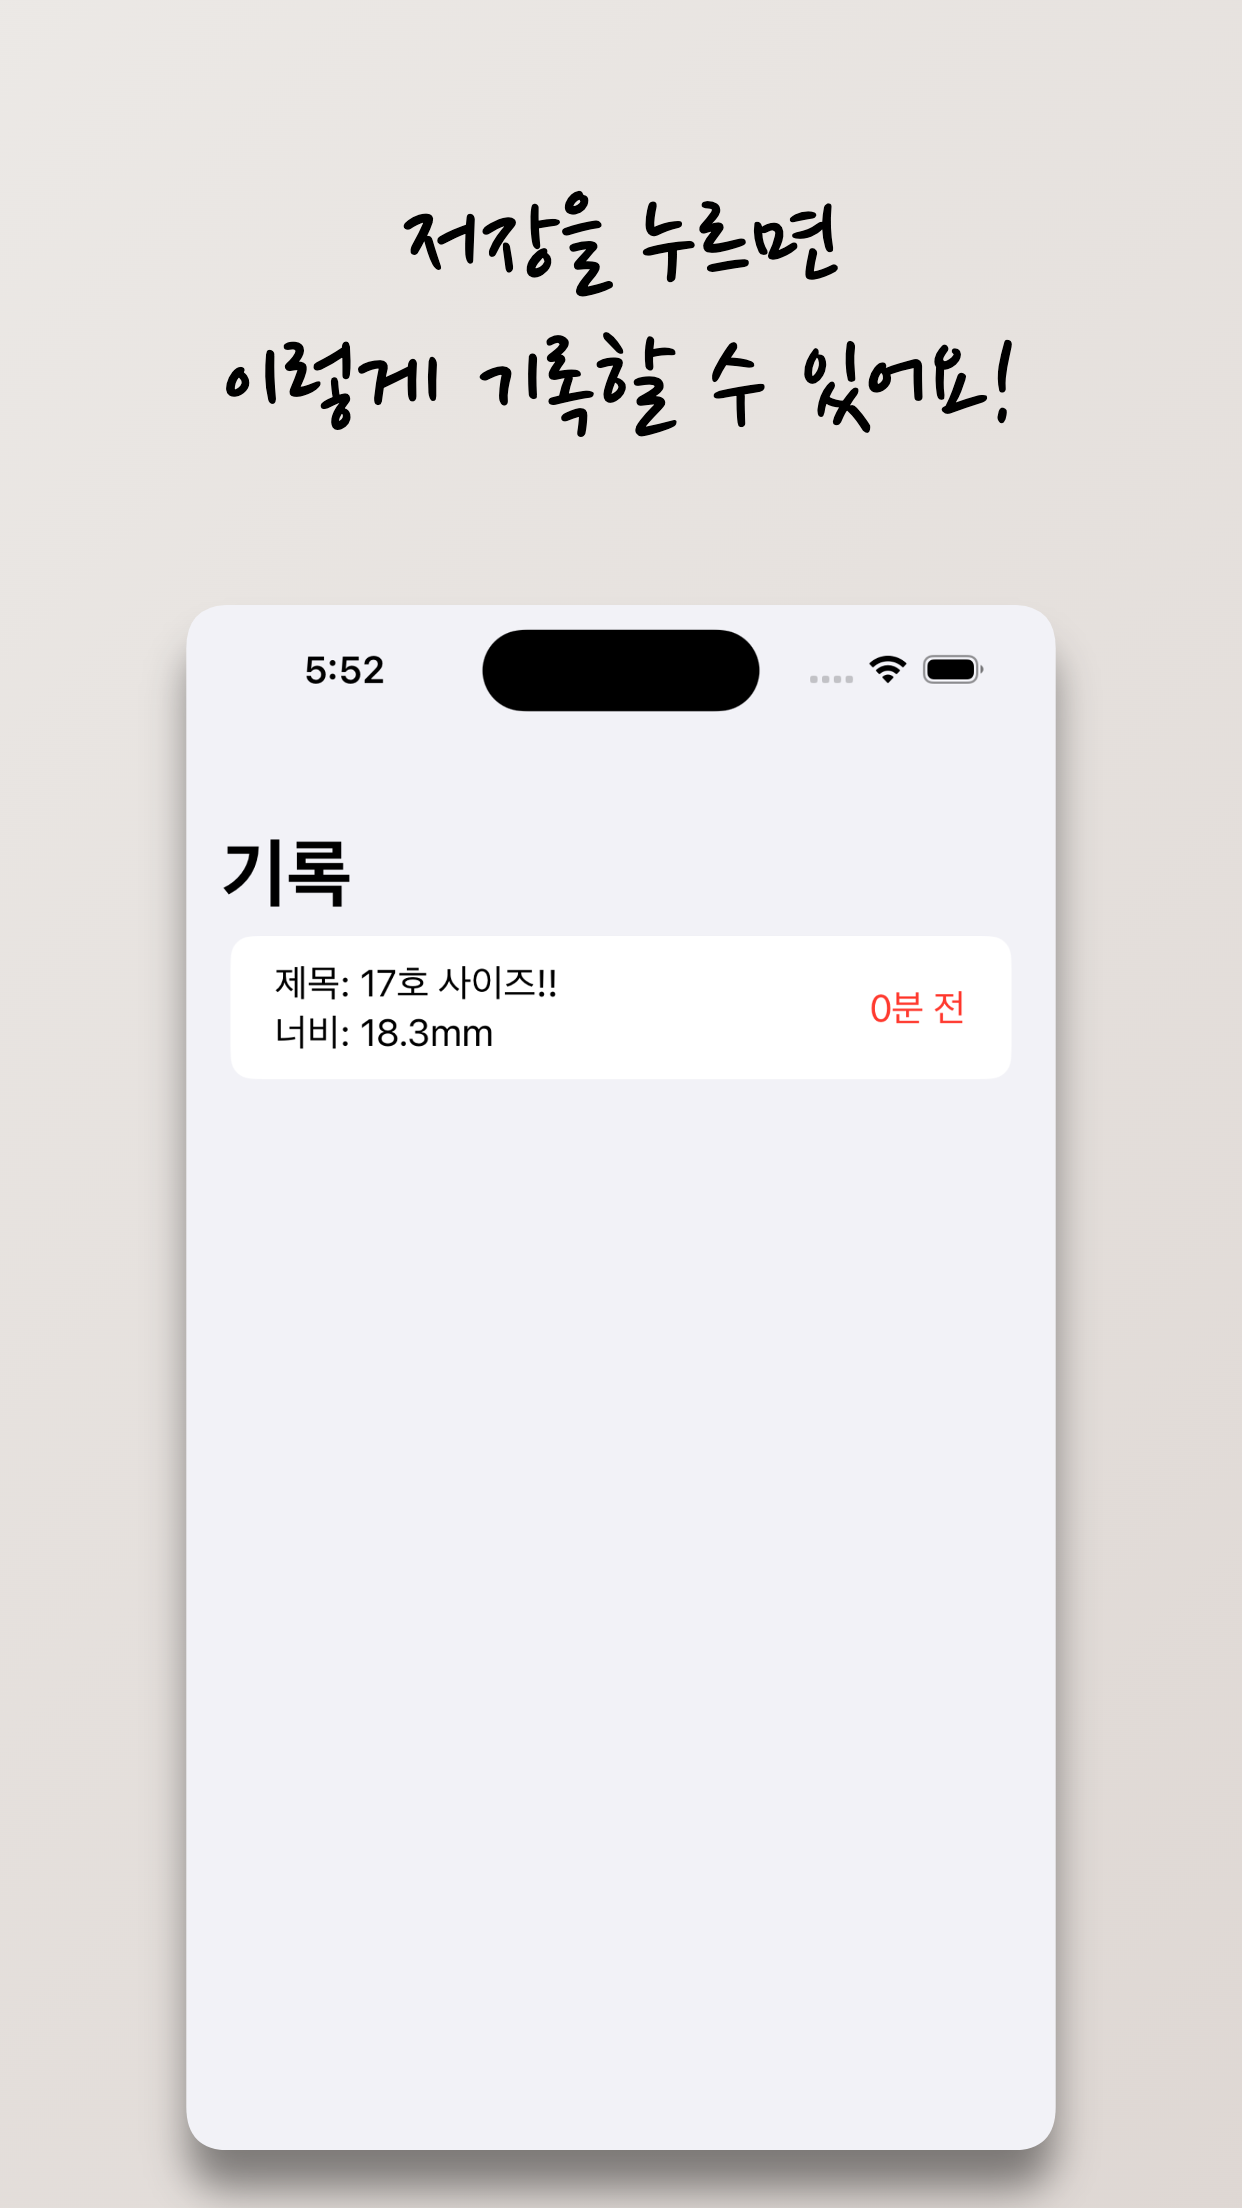 저장을 누르면
이렇게 기록할 수 있어요!
5:52
기록
제목: 17호 사이즈!!
너비: 18.3mm
0분 전